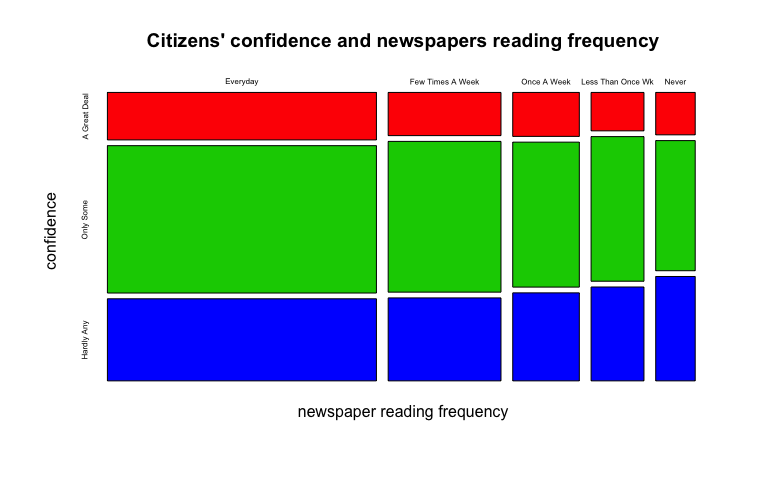 Citizens' confidence and newspapers reading frequency
Everyday Few Times A Week Once A Week Less Than Once Wk Never
A Great Deal
Only Some
Hardly Any
confidence
newspaper reading frequency